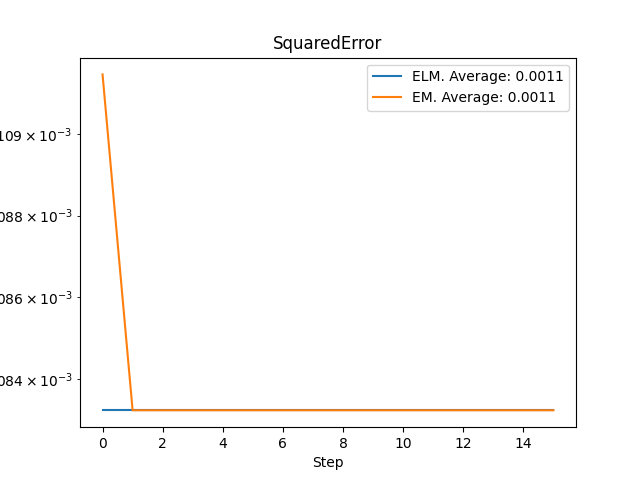 SquaredError
ELM. Average: 0.0011
EM. Average: 0.0011
109 × 10⁻³
088 × 10⁻³
086 × 10⁻³
084 × 10⁻³
0 2 4 6 8 10 12 14
Step